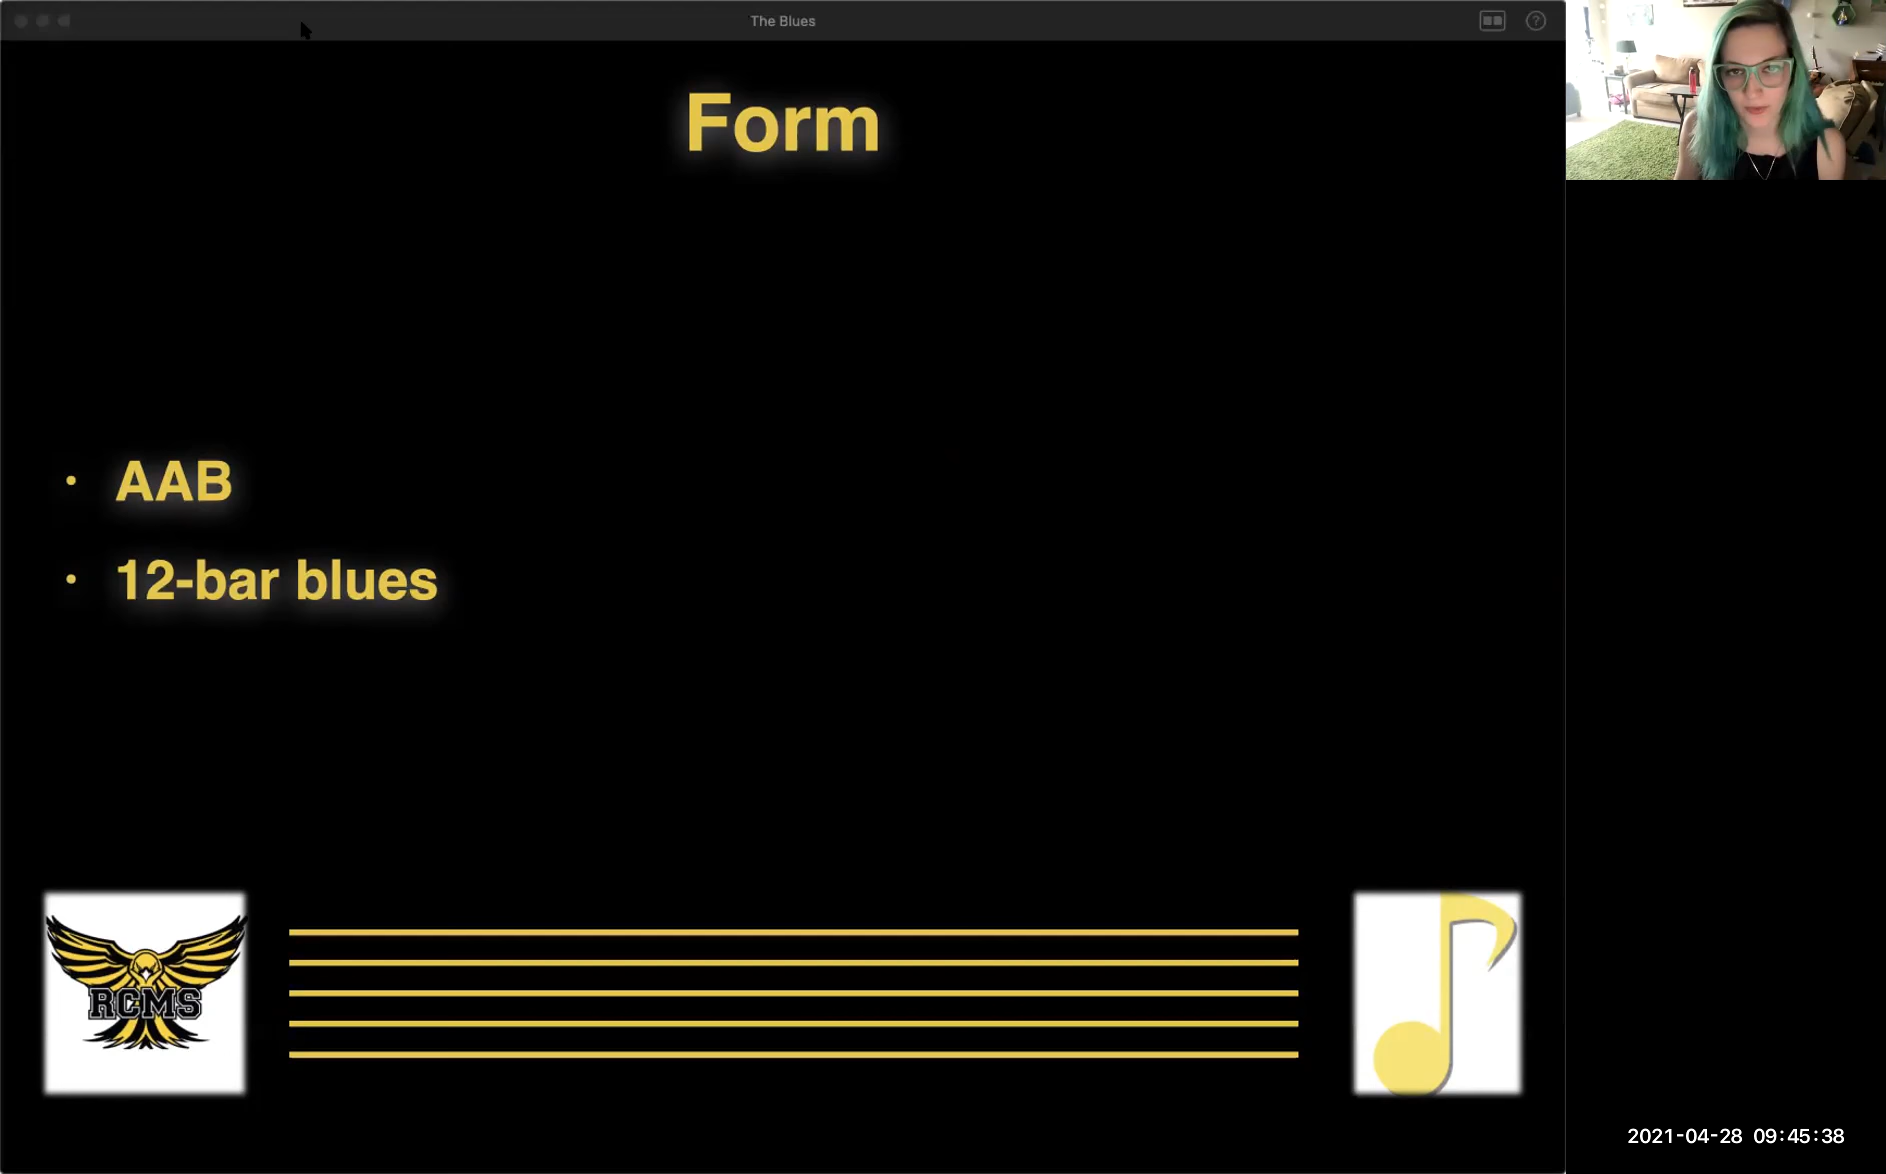 The Blues
Form
• AAB
• 12-bar blues
RCMS
2021-04-28 09:45:38